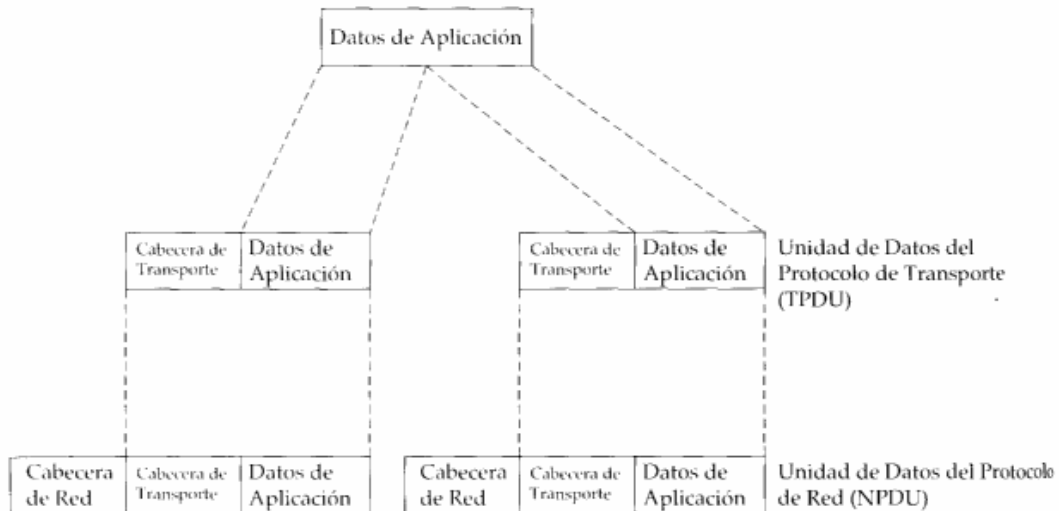 Datos de Aplicación
Cabecera de
Transporte
Datos de
Aplicación
Cabecera de
Transporte
Datos de
Aplicación
Unidad de Datos del
Protocolo de Transporte
(TPDU)
Cabecera
de Red
Cabecera de
Transporte
Datos de
Aplicación
Cabecera
de Red
Cabecera de
Transporte
Datos de
Aplicación
Unidad de Datos del Protocolo
de Red (NPDU)